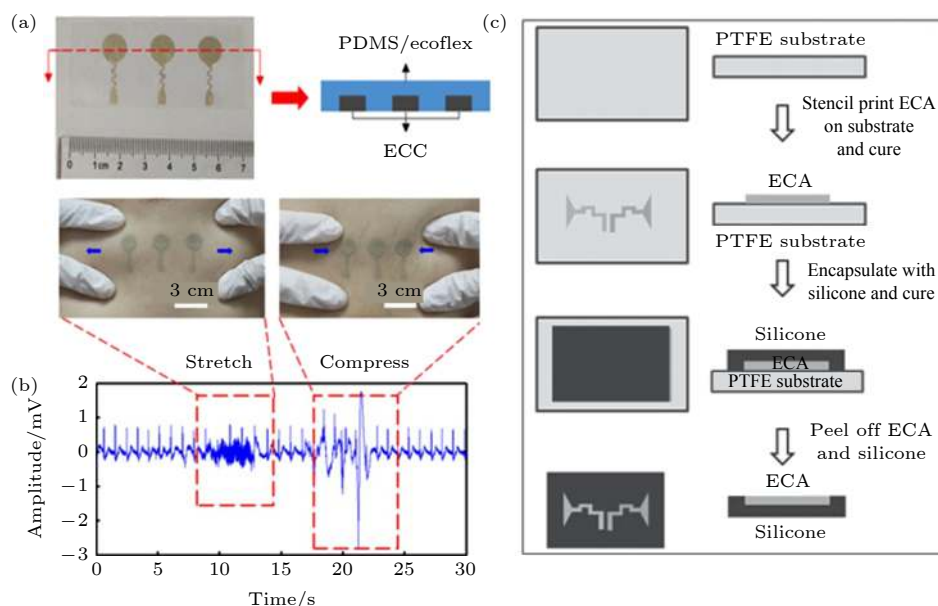 (a)
PDMS/ecoflex
ECC
0 1cm 2 3 4 5 6 7
3 cm
3 cm
Stretch
Compress
(b)
Amplitude/mV
2
1
0
−1
−2
−3
0 5 10 15 20 25 30
Time/s
(c)
PTFE substrate
Stencil print ECA
on substrate
and cure
ECA
PTFE substrate
Encapsulate with
silicone and cure
Silicone
ECA
PTFE substrate
Peel off ECA
and silicone
ECA
Silicone